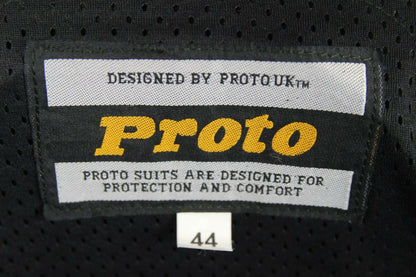 DESIGNED BY PROTO UK™
Proto
PROTO SUITS ARE DESIGNED FOR
PROTECTION AND COMFORT
44